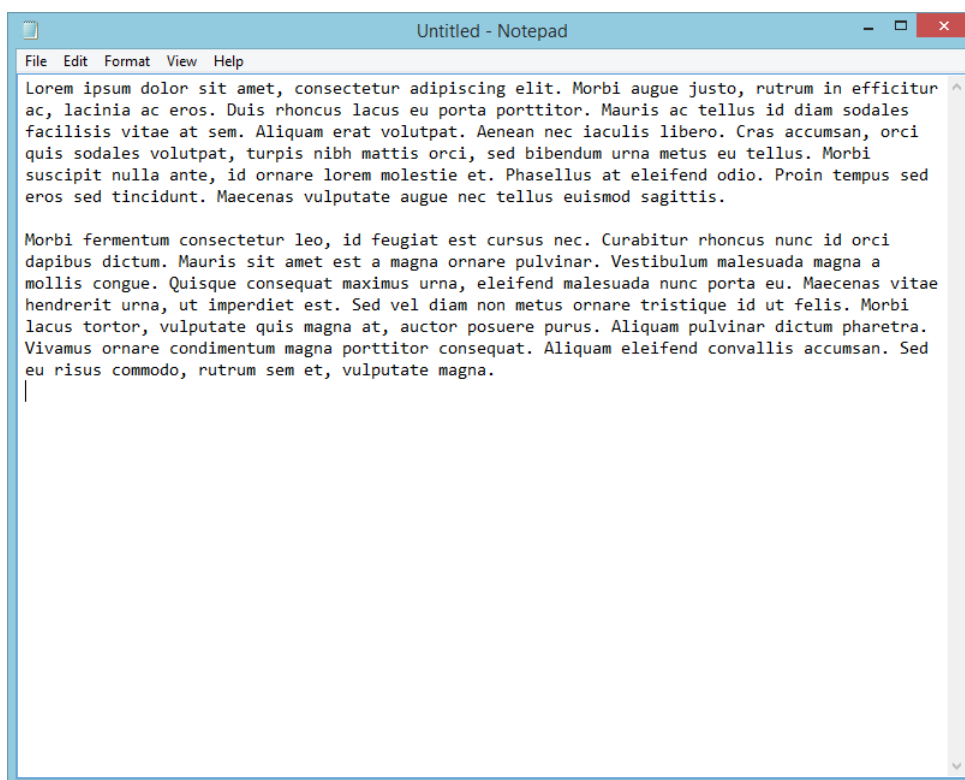 Untitled - Notepad
File Edit Format View Help
Lorem ipsum dolor sit amet, consectetur adipiscing elit. Morbi augue justo, rutrum in efficitur
ac, lacinia ac eros. Duis rhoncus lacus eu porta porttitor. Mauris ac tellus id diam sodales
facilisis vitae at sem. Aliquam erat volutpat. Aenean nec iaculis libero. Cras accumsan, orci
quis sodales volutpat, turpis nibh mattis orci, sed bibendum urna metus eu tellus. Morbi
suscipit nulla ante, id ornare lorem molestie et. Phasellus at eleifend odio. Proin tempus sed
eros sed tincidunt. Maecenas vulputate augue nec tellus euismod sagittis.

Morbi fermentum consectetur leo, id feugiat est cursus nec. Curabitur rhoncus nunc id orci
dapibus dictum. Mauris sit amet est a magna ornare pulvinar. Vestibulum malesuada magna a
mollis congue. Quisque consequat maximus urna, eleifend malesuada nunc porta eu. Maecenas vitae
hendrerit urna, ut imperdiet est. Sed vel diam non metus ornare tristique id ut felis. Morbi
lacus tortor, vulputate quis magna at, auctor posuere purus. Aliquam pulvinar dictum pharetra.
Vivamus ornare condimentum magna porttitor consequat. Aliquam eleifend convallis accumsan. Sed
eu risus commodo, rutrum sem et, vulputate magna.